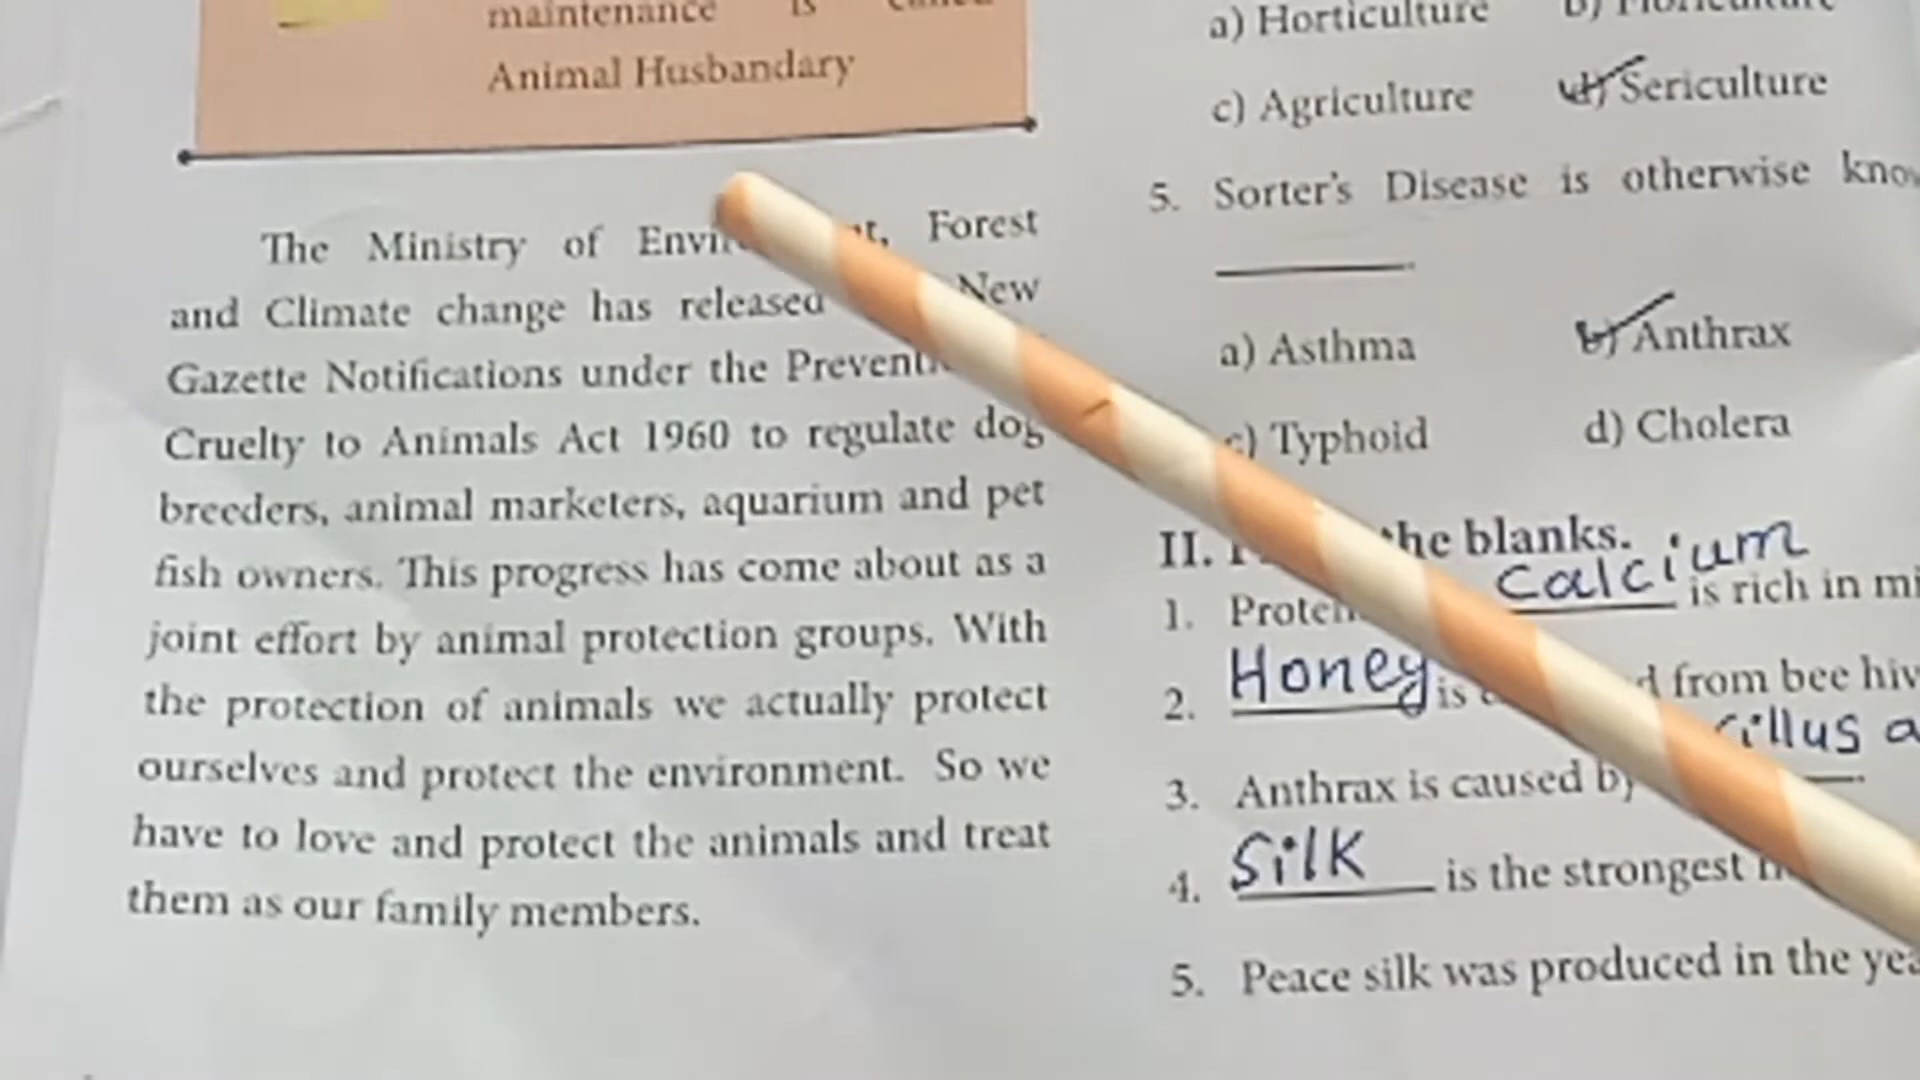 maintenance is called
Animal Husbandary
The Ministry of Forest
and Climate change has released New
Gazette Notifications under the
Cruelty to Animals Act 1960 to regulate dog
breeders, animal marketers, aquarium and pet
fish owners. This progress has come about as a
joint effort by animal protection groups. With
the protection of animals we actually protect
ourselves and protect the environment. So we
have to love and protect the animals and treat
them as our family members.
a) Horticulture b)
c) Agriculture d) Sericulture
5. Sorter's Disease is otherwise
a) Asthma b) Anthrax
c) Typhoid d) Cholera
II. the blanks.
1. Calcium is rich in
2. Honey is from bee
3. Anthrax is caused by
4. Silk is the strongest
5. Peace silk was produced in the